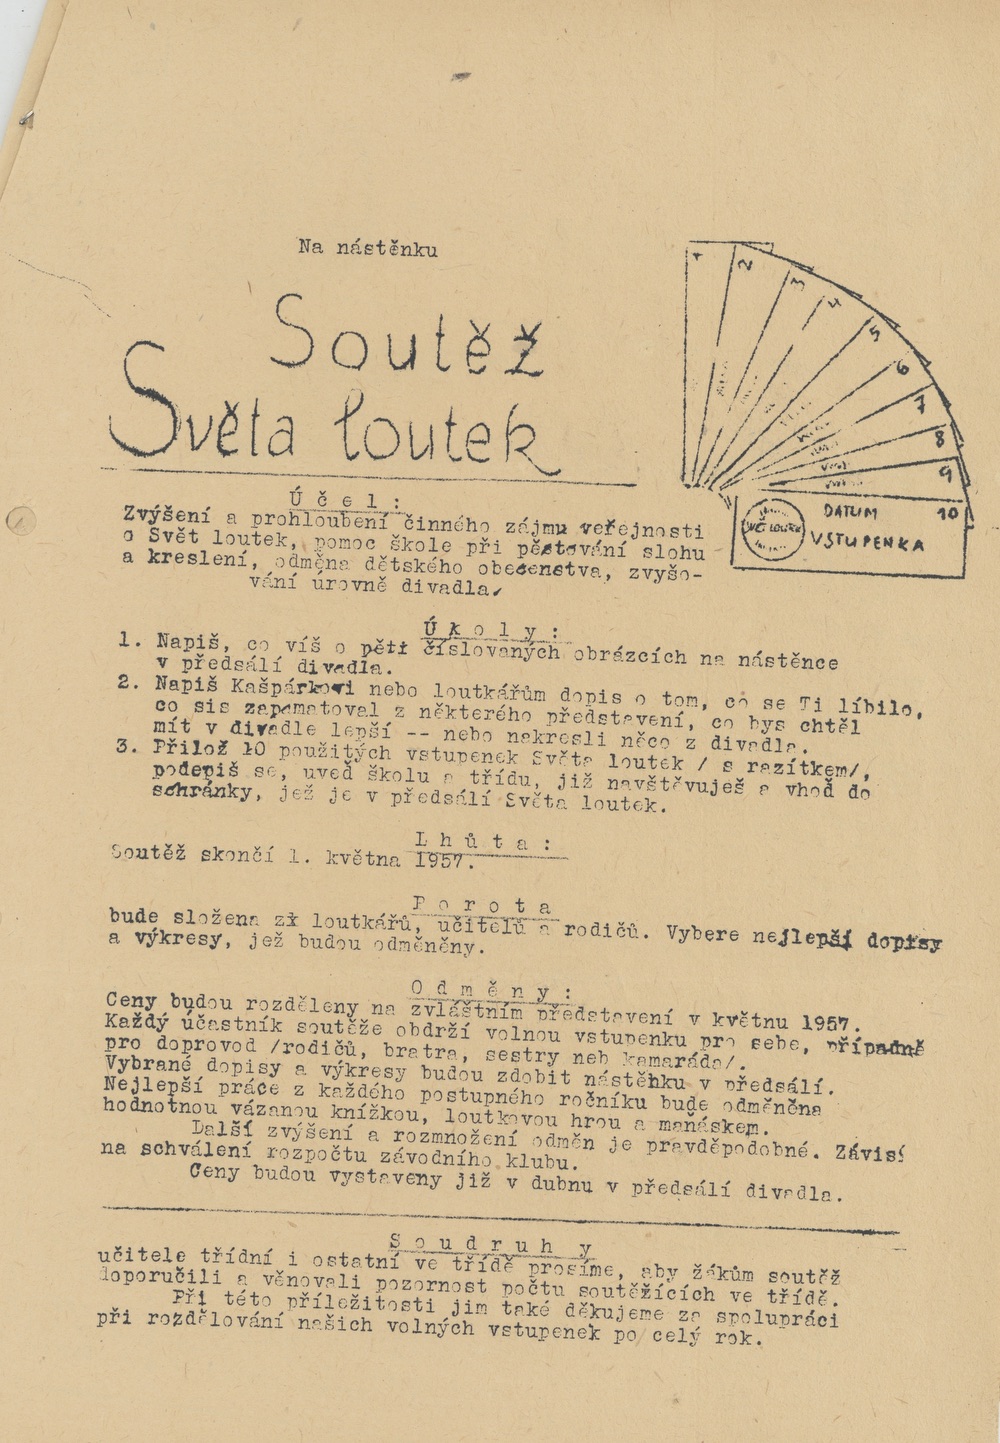 Na nástěnku
Soutěž
Světa loutek
1
2
3
4
5
6
7
8
9
10
DATUM
VSTUPENKA
SVĚT LOUTEK
Účel:
Zvýšení a prohloubení činného zájmu veřejnosti
o Svět loutek, pomoc škole při pěstování slohu
a kreslení, odměna dětského obecenstva, zvyšo-
vání úrovně divadla.
Úkoly:
1. Napiš, co víš o pěti číslovaných obrázcích na nástěnce
v předsálí divadla.
2. Napiš Kašpárkovi nebo loutkářům dopis o tom, co se Ti líbilo,
co sis zapamatoval z některého představení, co bys chtěl
mít v divadle lepší -- nebo nakresli něco z divadla.
3. Přilož 10 použitých vstupenek Světa loutek / s razítkem/,
podepiš se, uveď školu a třídu, již navštěvuješ a vhoď do
schránky, jež je v předsálí Světa loutek.
Lhůta:
Soutěž skončí 1. května 1957.
Porota
bude složena z loutkářů, učitelů a rodičů. Vybere nejlepší dopisy
a výkresy, jež budou odměněny.
Odměny:
Ceny budou rozděleny na zvláštním představení v květnu 1957.
Každý účastník soutěže obdrží volnou vstupenku pro sebe, případně
pro doprovod /rodičů, bratra, sestry neb kamaráda/.
Vybrané dopisy a výkresy budou zdobit nástěnku v předsálí.
Nejlepší práce z každého postupného ročníku bude odměněna
hodnotnou vázanou knížkou, loutkovou hrou a maňáskem.
Další zvýšení a rozmnožení odměn je pravděpodobné. Závisí
na schválení rozpočtu závodního klubu.
Ceny budou vystaveny již v dubnu v předsálí divadla.
Soudruhy
učitele třídní i ostatní ve třídě prosíme, aby žákům soutěž
doporučili a věnovali pozornost počtu soutěžících ve třídě.
Při této příležitosti jim také děkujeme za spolupráci
při rozdělování našich volných vstupenek po celý rok.